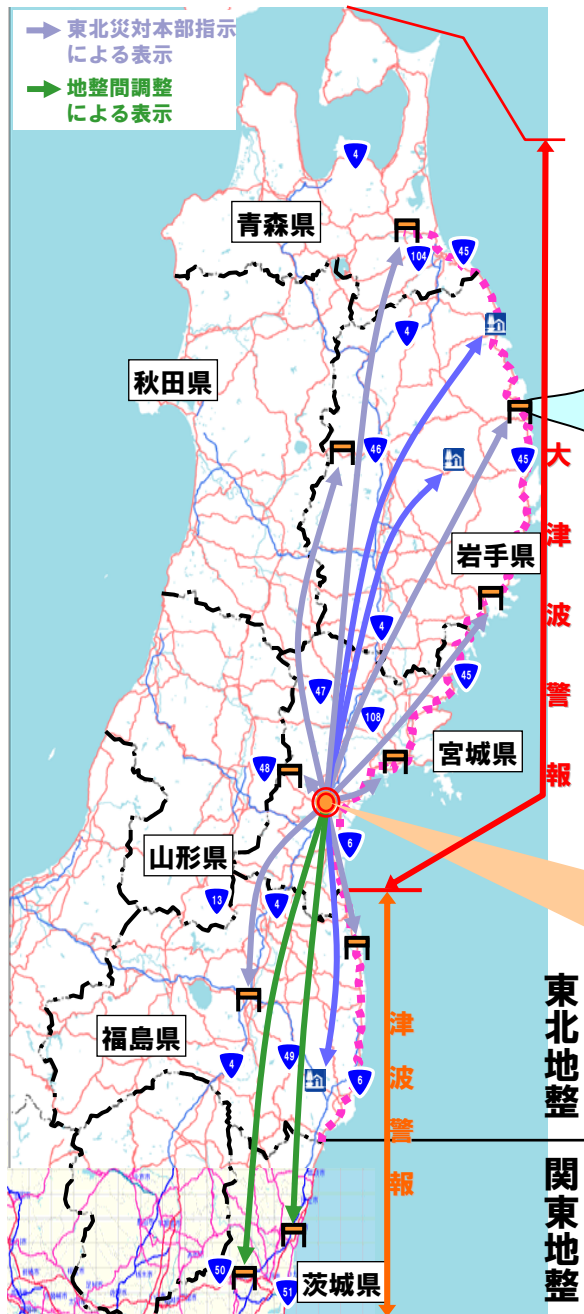 東北災対本部指示
による表示
地整間調整
による表示
4
青森県
104
45
4
秋田県
46
45
大津波警報
岩手県
4
45
47
108
宮城県
48
6
山形県
13
4
東北地整
津波警報
福島県
49
4
6
関東地整
50
茨城県
51